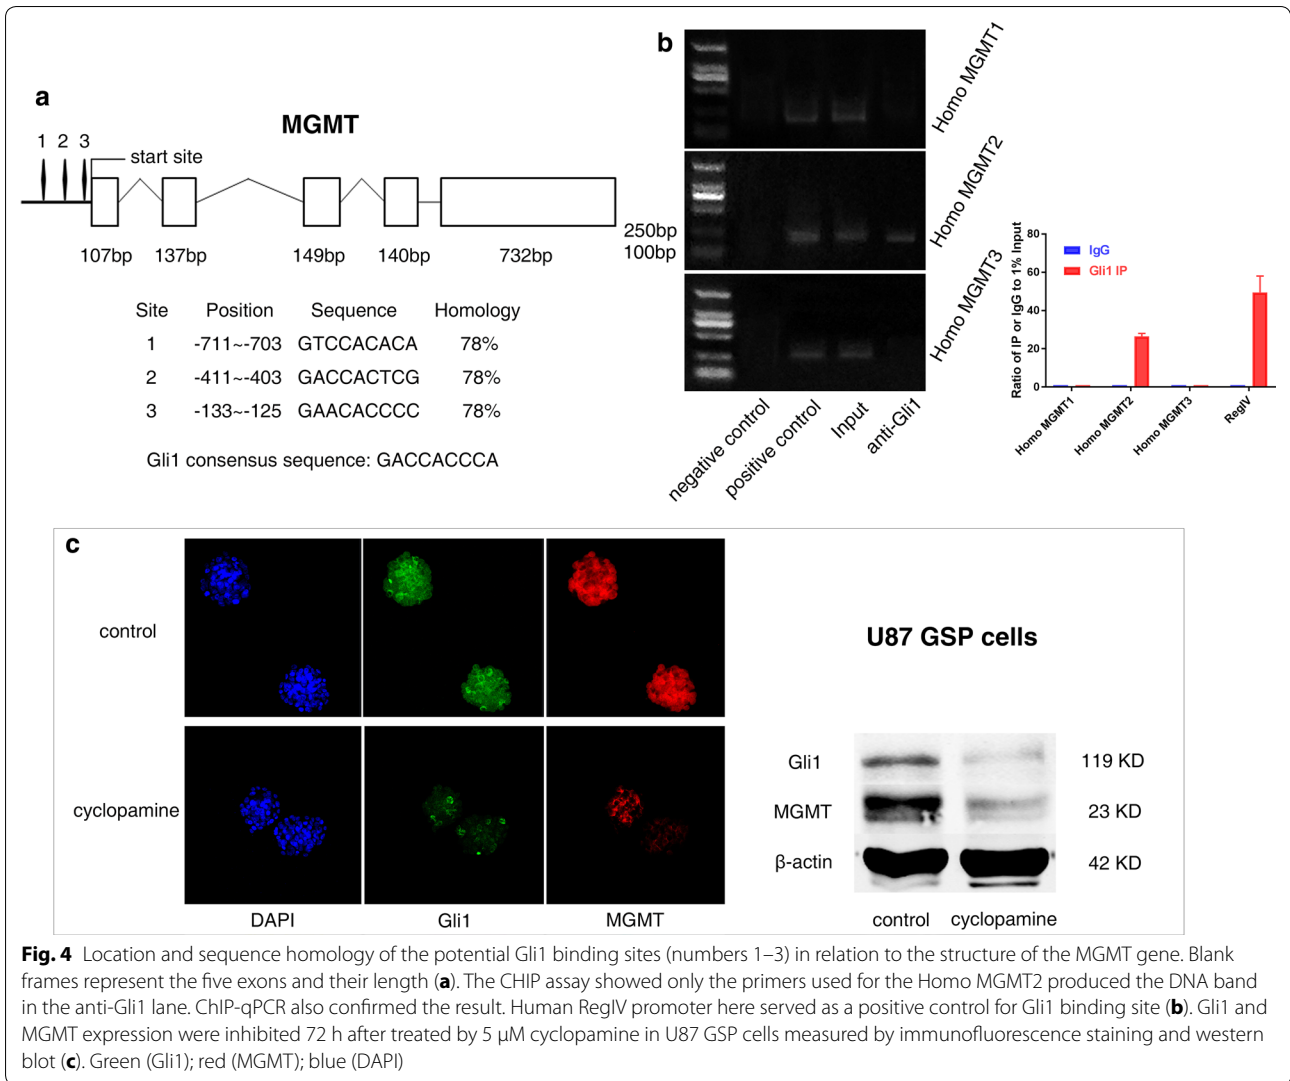 a
MGMT
1 2 3
start site
107bp 137bp 149bp 140bp 732bp
Site Position Sequence Homology
1 -711~-703 GTCCACACA 78%
2 -411~-403 GACCACTCG 78%
3 -133~-125 GAACACCCC 78%
Gli1 consensus sequence: GACCACCCA
b
Homo MGMT1
Homo MGMT2
Homo MGMT3
250bp
100bp
negative control
positive control
Input
anti-Gli1
Ratio of IP or IgG to 1% Input
80
60
40
20
0
IgG
Gli1 IP
Homo MGMT1
Homo MGMT2
Homo MGMT3
RegIV
c
control
cyclopamine
DAPI Gli1 MGMT
U87 GSP cells
Gli1 119 KD
MGMT 23 KD
β-actin 42 KD
control cyclopamine
Fig. 4 Location and sequence homology of the potential Gli1 binding sites (numbers 1–3) in relation to the structure of the MGMT gene. Blank
frames represent the five exons and their length (a). The CHIP assay showed only the primers used for the Homo MGMT2 produced the DNA band
in the anti-Gli1 lane. ChIP-qPCR also confirmed the result. Human RegIV promoter here served as a positive control for Gli1 binding site (b). Gli1 and
MGMT expression were inhibited 72 h after treated by 5 μM cyclopamine in U87 GSP cells measured by immunofluorescence staining and western
blot (c). Green (Gli1); red (MGMT); blue (DAPI)